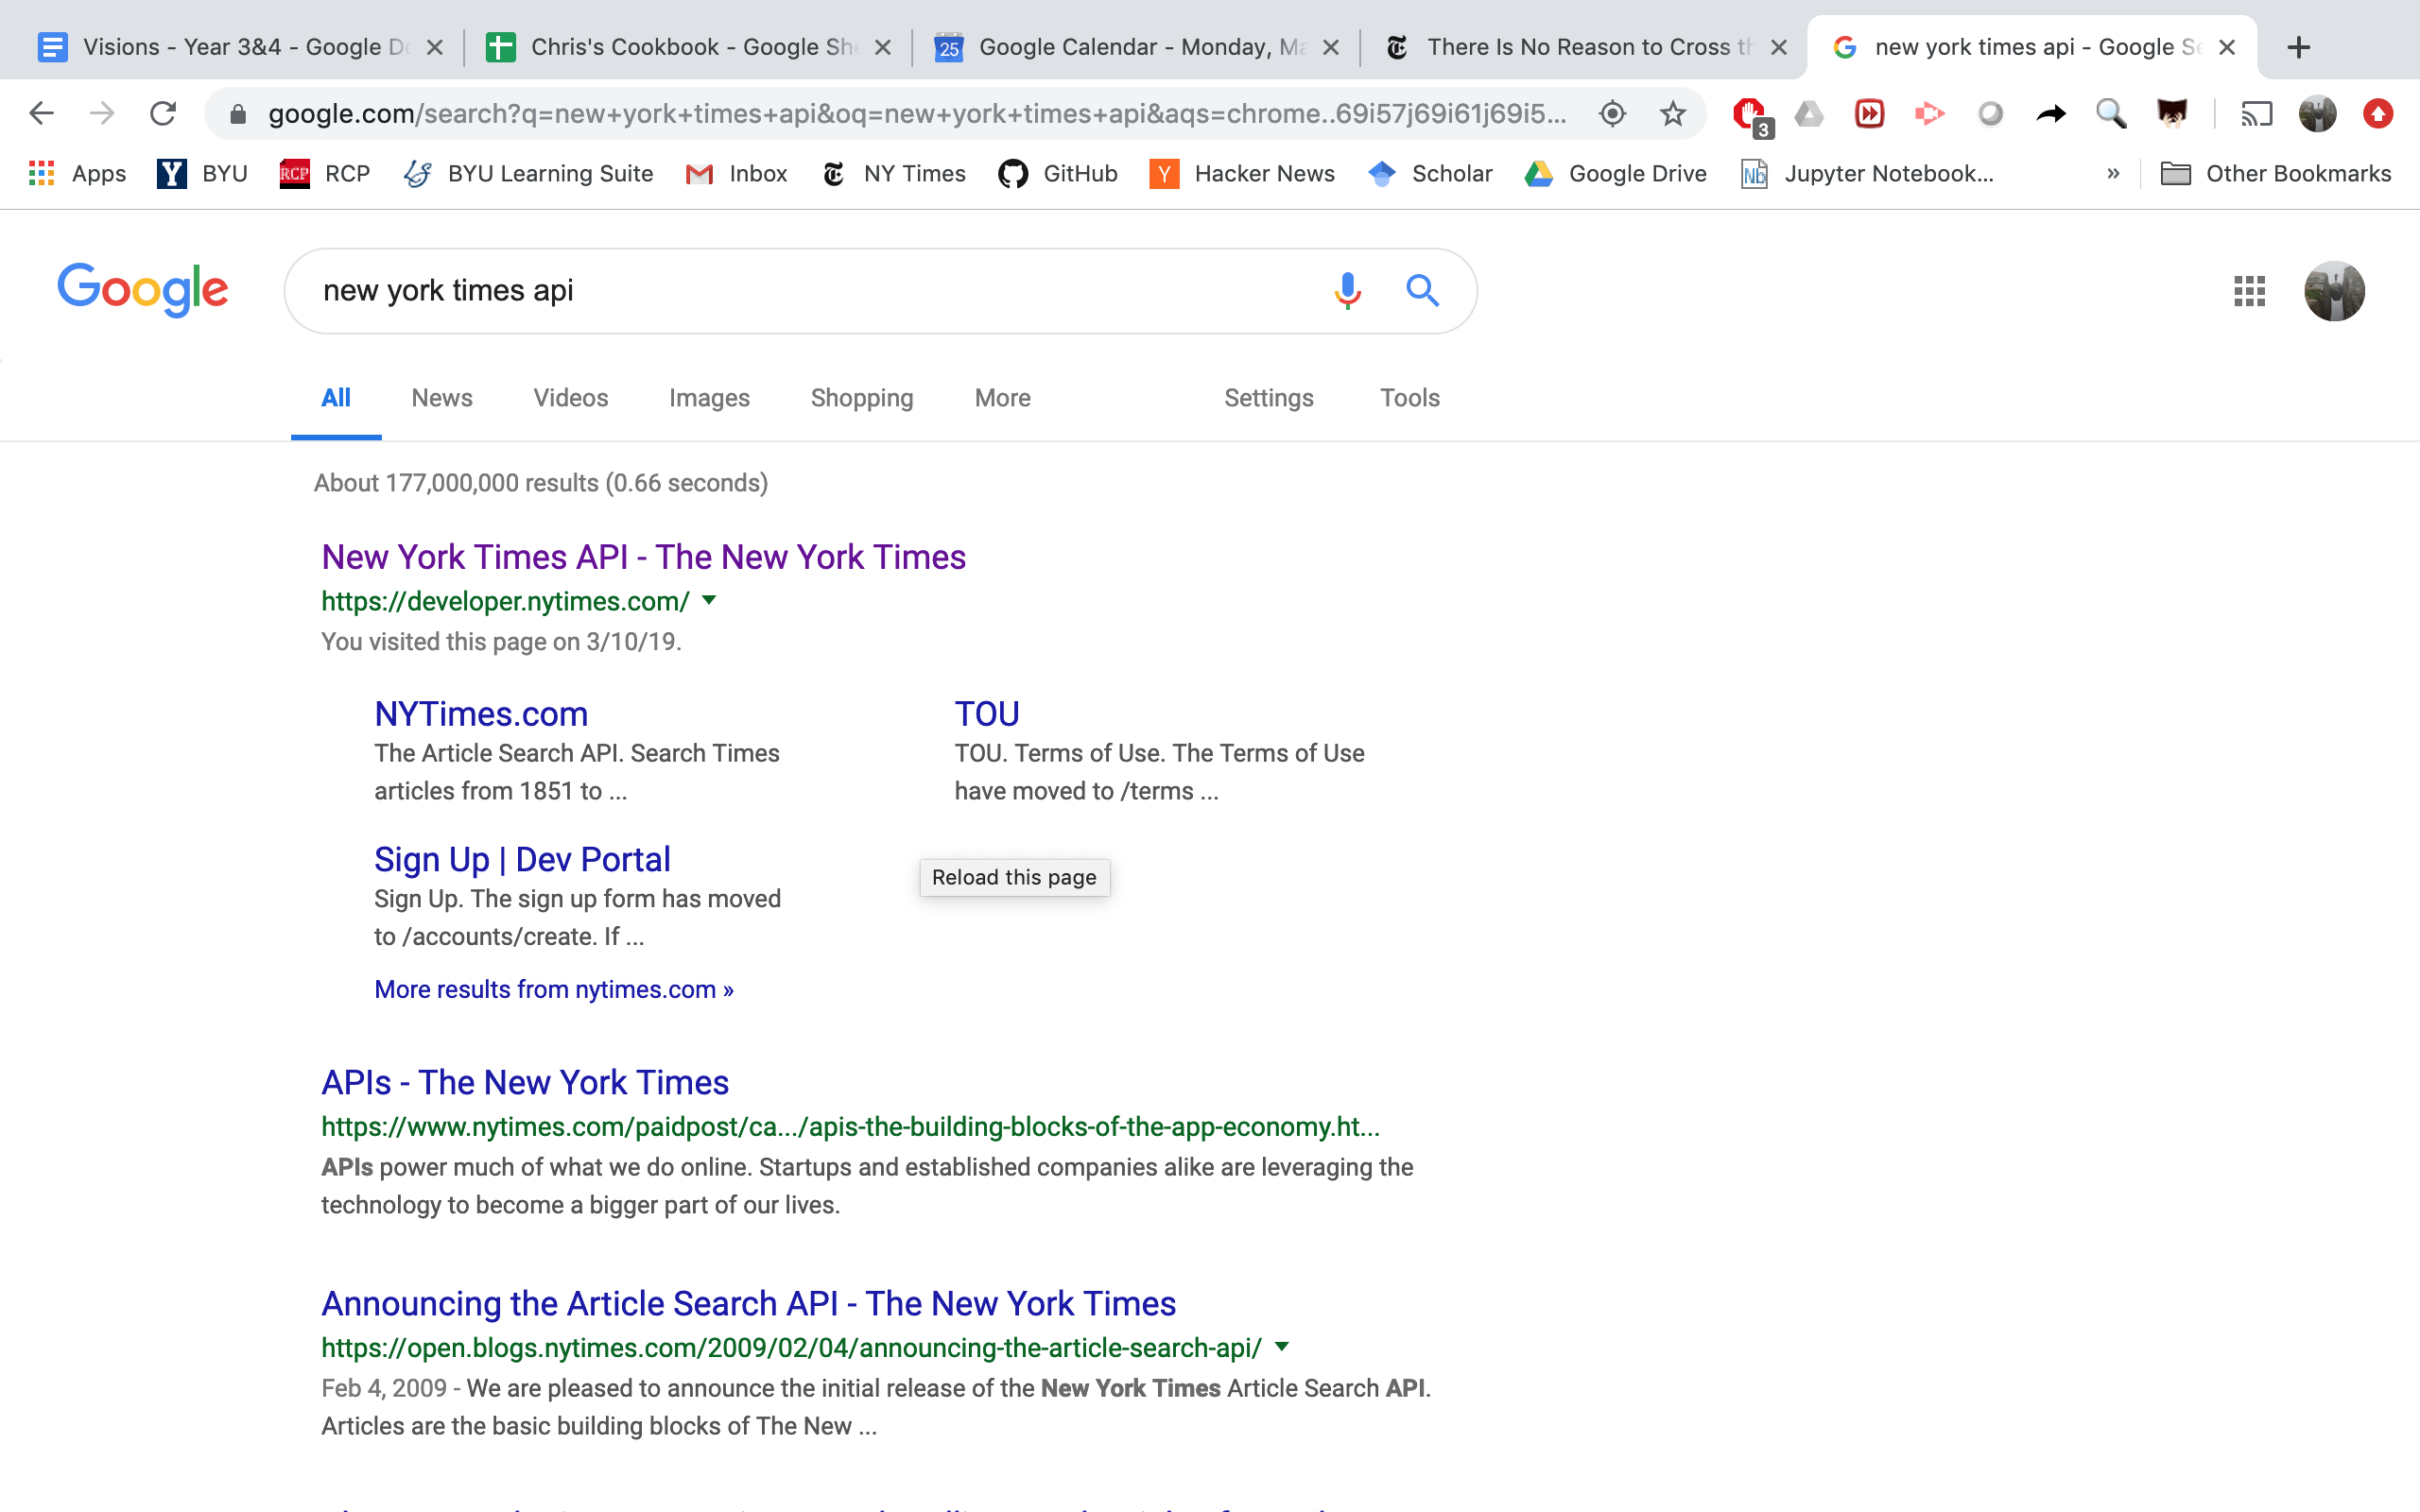 Visions - Year 3&4 - Google Do
Chris's Cookbook - Google She
25
Google Calendar - Monday, Ma
There Is No Reason to Cross th
new york times api - Google Se
google.com/search?q=new+york+times+api&oq=new+york+times+api&aqs=chrome..69i57j69i61j69i5...
3
Apps
Y
BYU
RCP
RCP
BYU Learning Suite
Inbox
NY Times
GitHub
Y
Hacker News
Scholar
Google Drive
Nb
Jupyter Notebook...
»
Other Bookmarks
Google
new york times api
All
News
Videos
Images
Shopping
More
Settings
Tools
About 177,000,000 results (0.66 seconds)
New York Times API - The New York Times
https://developer.nytimes.com/
You visited this page on 3/10/19.
NYTimes.com
The Article Search API. Search Times
articles from 1851 to ...
TOU
TOU. Terms of Use. The Terms of Use
have moved to /terms ...
Sign Up | Dev Portal
Sign Up. The sign up form has moved
to /accounts/create. If ...
Reload this page
More results from nytimes.com »
APIs - The New York Times
https://www.nytimes.com/paidpost/ca.../apis-the-building-blocks-of-the-app-economy.ht...
APIs power much of what we do online. Startups and established companies alike are leveraging the
technology to become a bigger part of our lives.
Announcing the Article Search API - The New York Times
https://open.blogs.nytimes.com/2009/02/04/announcing-the-article-search-api/
Feb 4, 2009 - We are pleased to announce the initial release of the New York Times Article Search API.
Articles are the basic building blocks of The New ...